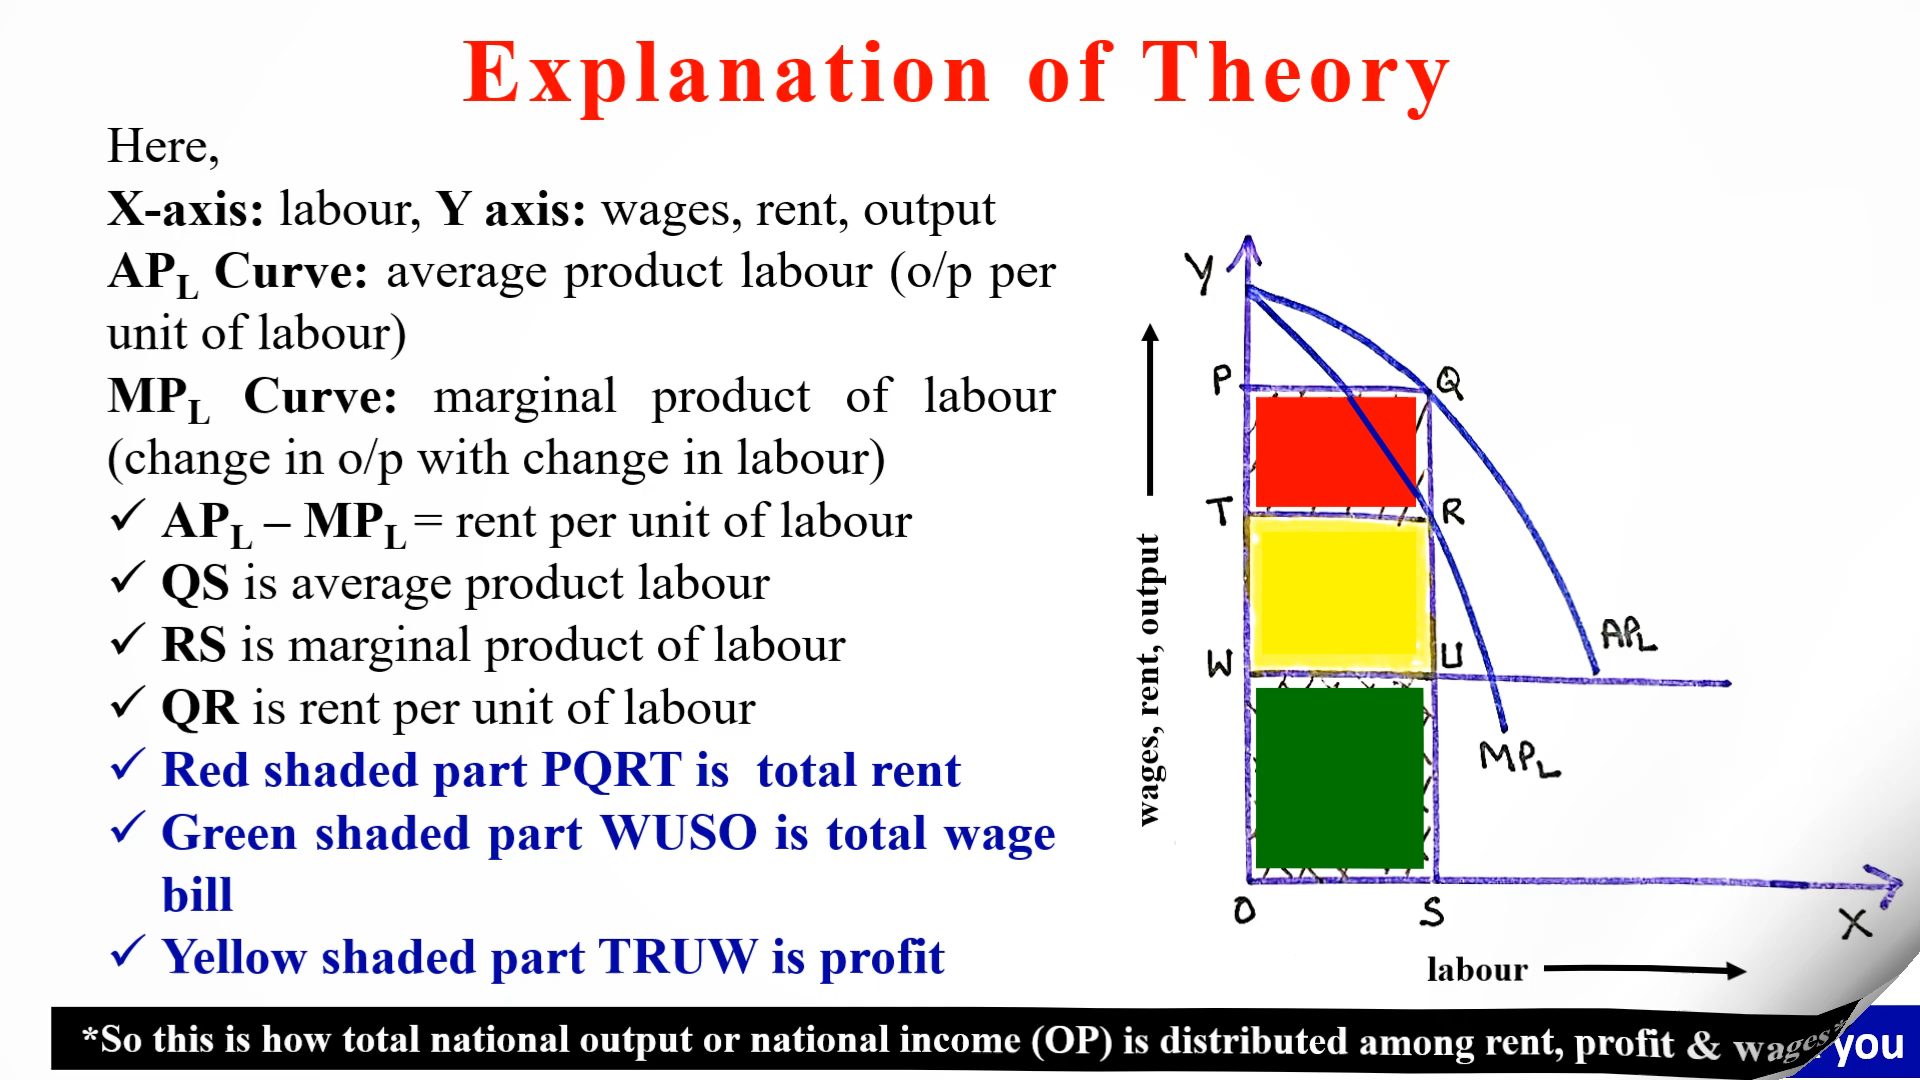 Explanation of Theory
Here,
X-axis: labour, Y axis: wages, rent, output
APL Curve: average product labour (o/p per
unit of labour)
MPL Curve: marginal product of labour
(change in o/p with change in labour)
✓ APL – MPL = rent per unit of labour
✓ QS is average product labour
✓ RS is marginal product of labour
✓ QR is rent per unit of labour
✓ Red shaded part PQRT is total rent
✓ Green shaded part WUSO is total wage
bill
✓ Yellow shaded part TRUW is profit
Y
P
Q
T
R
W
U
APL
MPL
O
S
X
wages, rent, output
labour
*So this is how total national output or national income (OP) is distributed among rent, profit & wages*
you